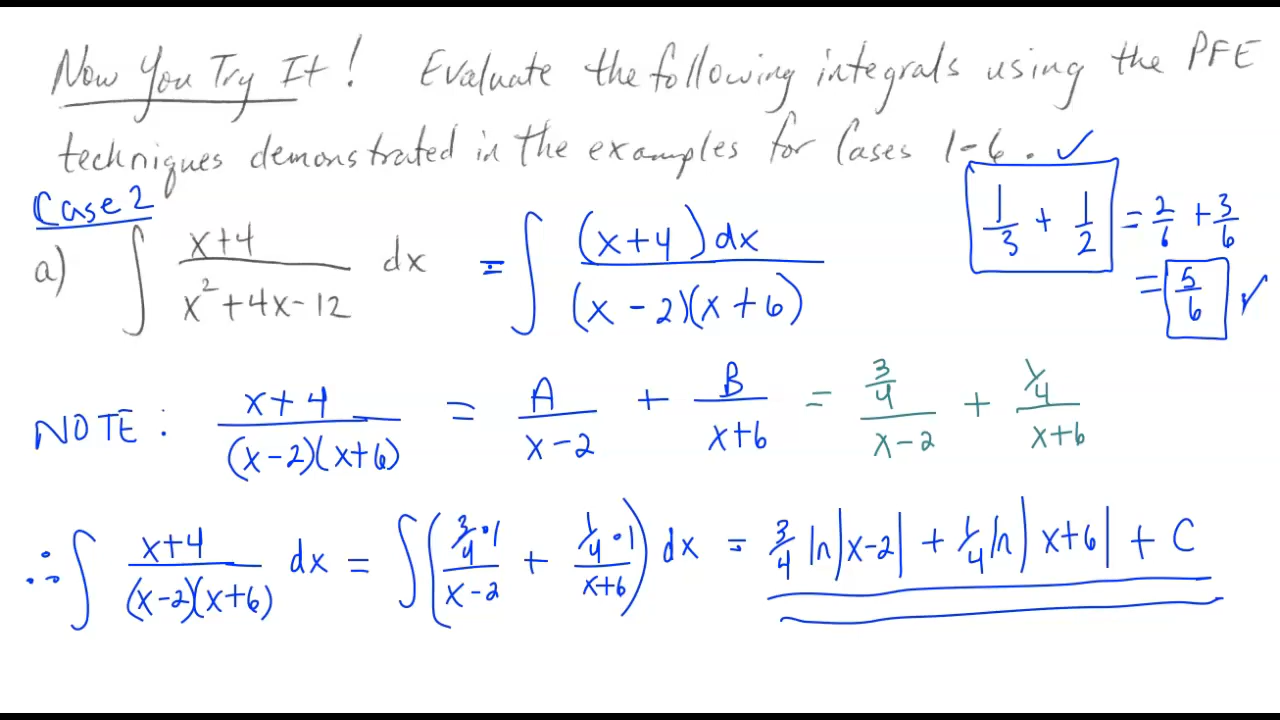 Now You Try It! Evaluate the following integrals using the PFE
techniques demonstrated in the examples for Cases 1-6. ✓
Case 2
a) ∫ (x+4)/(x²+4x-12) dx = ∫ (x+4)dx/((x-2)(x+6))
1/3 + 1/2 = 2/6 + 3/6
= 5/6 ✓
NOTE: (x+4)/((x-2)(x+6)) = A/(x-2) + B/(x+6) = (3/4)/(x-2) + (1/4)/(x+6)
∴ ∫ (x+4)/((x-2)(x+6)) dx = ∫ ((3/4·1)/(x-2) + (1/4·1)/(x+6)) dx = 3/4 ln|x-2| + 1/4 ln|x+6| + C